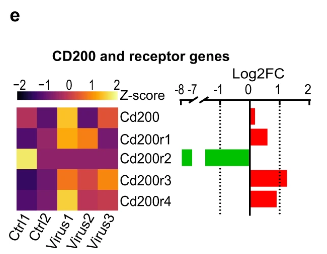 e
CD200 and receptor genes
-2 -1 0 1 2
Z-score
Log2FC
-8 -7 -1 0 1 2
Cd200
Cd200r1
Cd200r2
Cd200r3
Cd200r4
Ctrl1 Ctrl2 Virus1 Virus2 Virus3